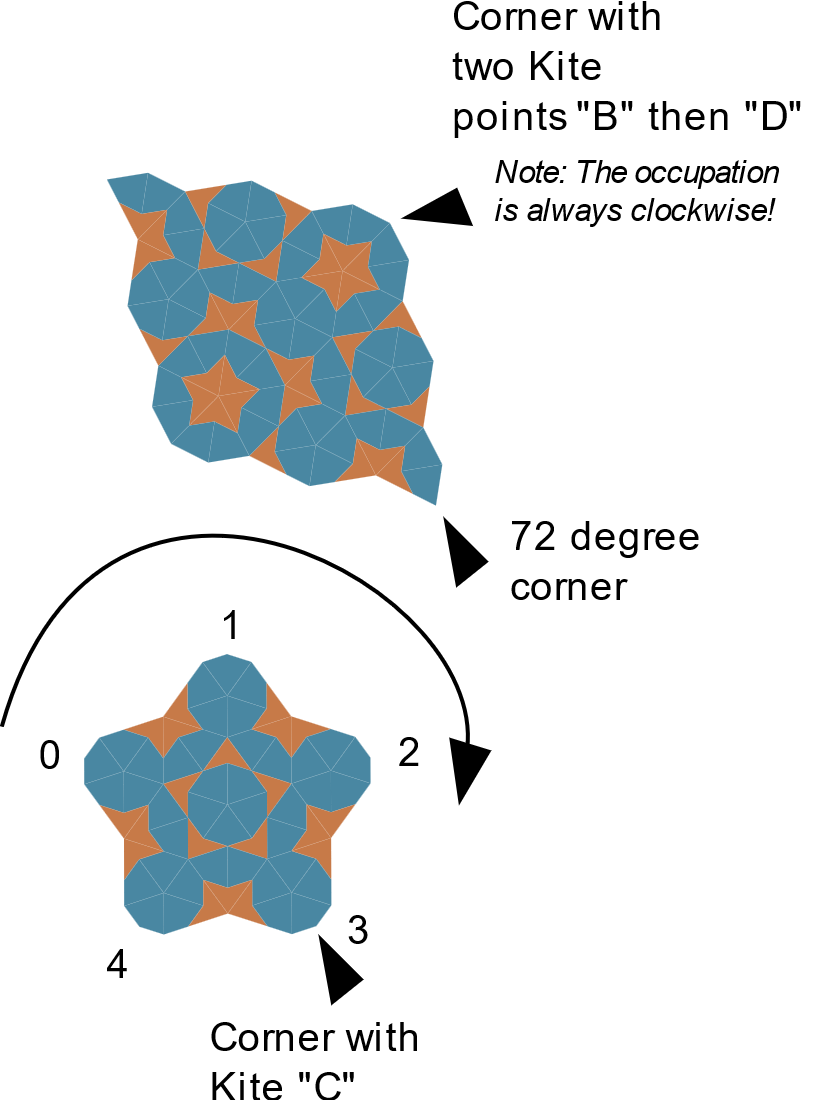 Corner with
two Kite
points "B" then "D"
Note: The occupation
is always clockwise!
72 degree
corner
1
0
2
3
4
Corner with
Kite "C"